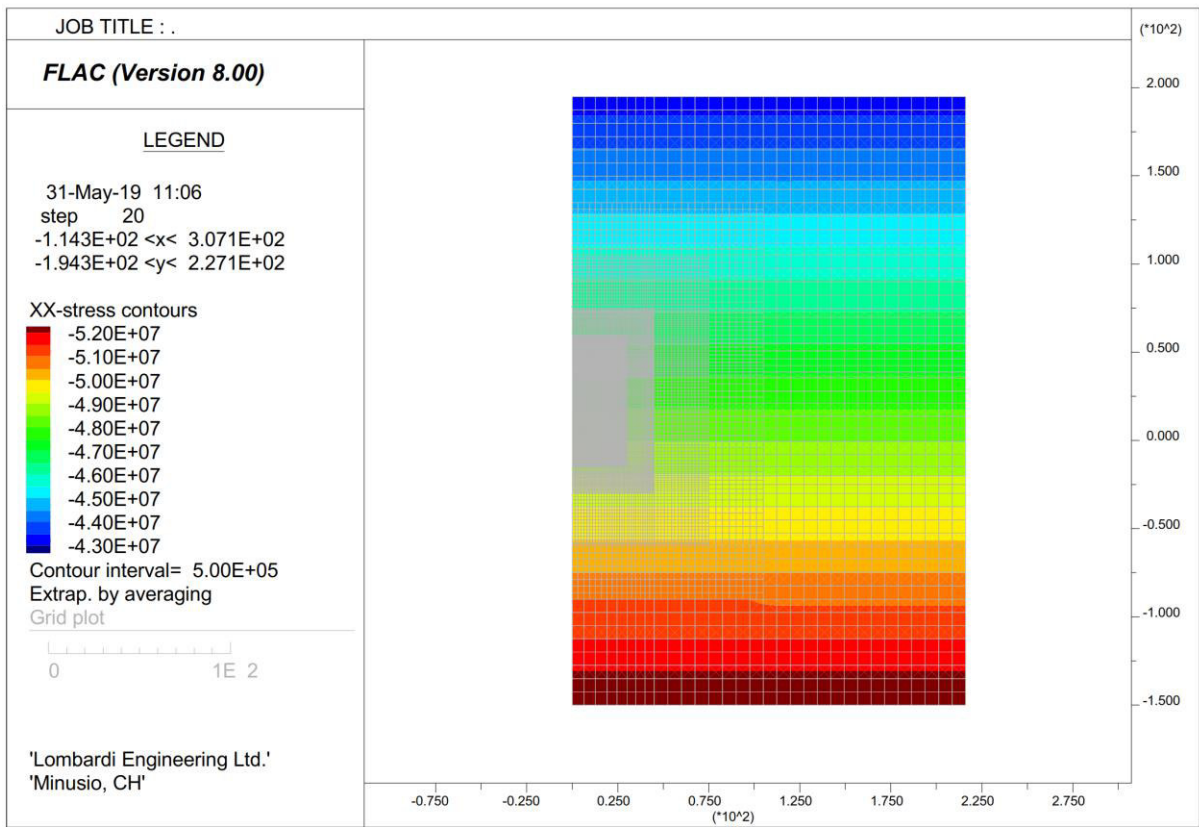 JOB TITLE : .
FLAC (Version 8.00)
LEGEND
31-May-19 11:06
step 20
-1.143E+02 <x< 3.071E+02
-1.943E+02 <y< 2.271E+02
XX-stress contours
-5.20E+07
-5.10E+07
-5.00E+07
-4.90E+07
-4.80E+07
-4.70E+07
-4.60E+07
-4.50E+07
-4.40E+07
-4.30E+07
Contour interval= 5.00E+05
Extrap. by averaging
Grid plot
0 1E 2
'Lombardi Engineering Ltd.'
'Minusio, CH'
(*10^2)
2.000
1.500
1.000
0.500
0.000
-0.500
-1.000
-1.500
-0.750 -0.250 0.250 0.750 1.250 1.750 2.250 2.750
(*10^2)